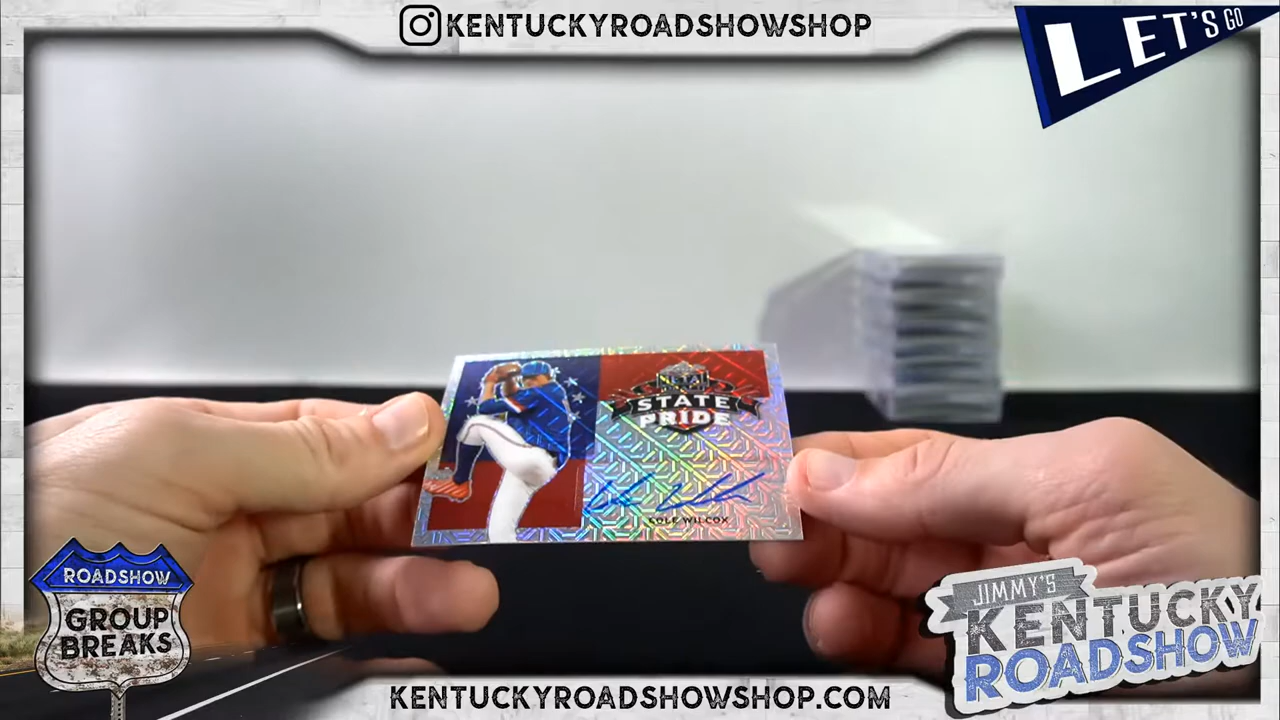 KENTUCKYROADSHOWSHOP
LET'S GO
STATE
PRIDE
COLE WILCOX
ROADSHOW
GROUP
BREAKS
JIMMY'S
KENTUCKY
ROADSHOW
KENTUCKYROADSHOWSHOP.COM